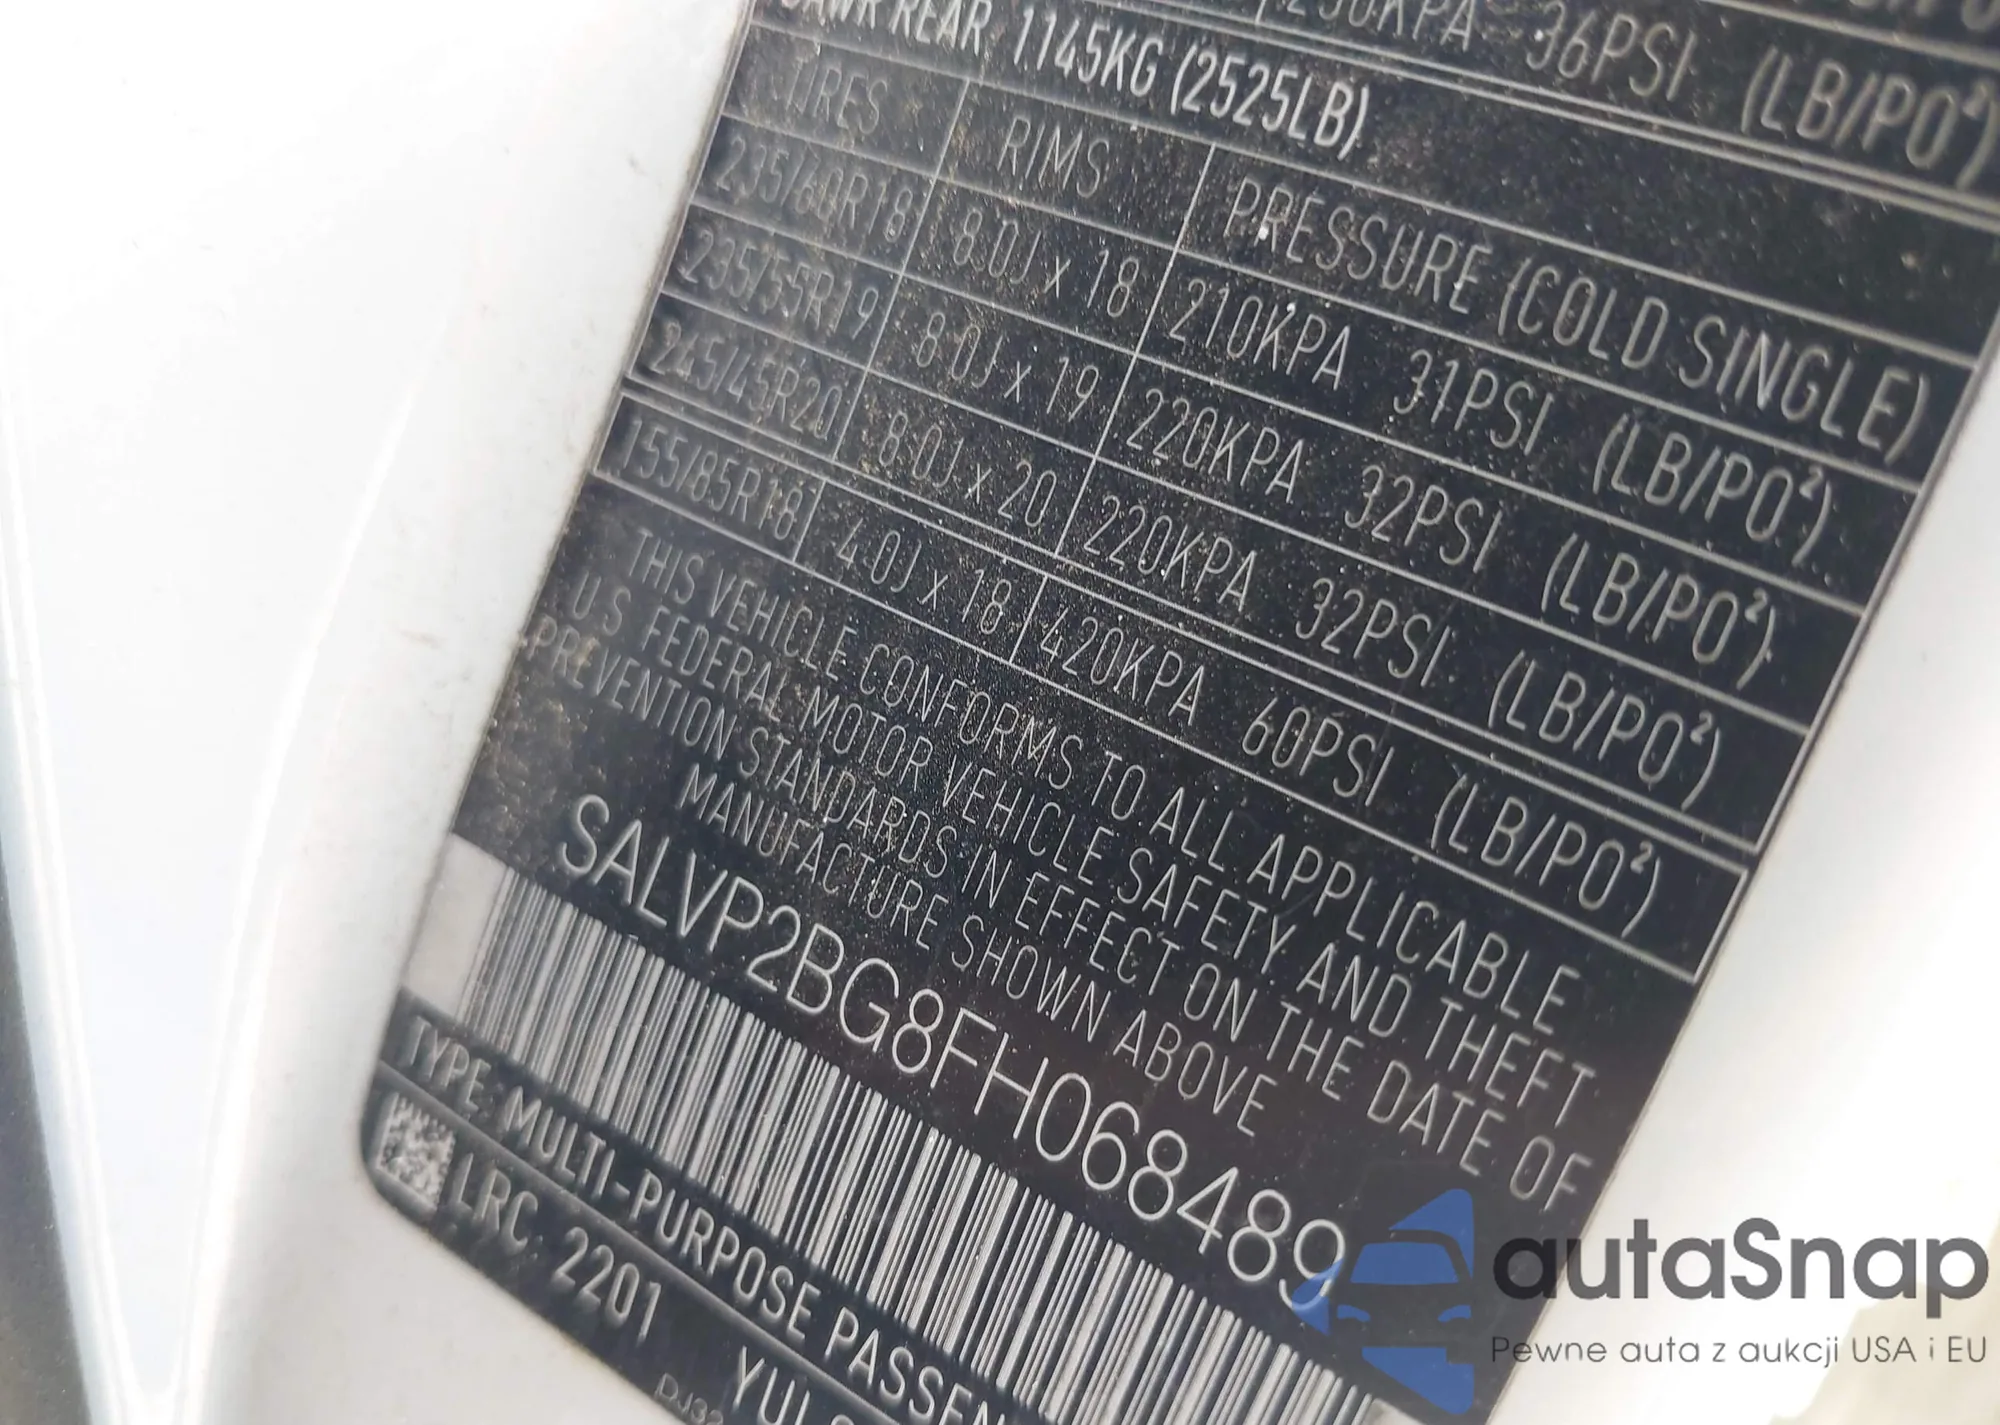 230KPA 36PSI (LB/PO²)
REAR 1145KG (2525LB)
TIRES RIMS PRESSURE (COLD SINGLE)
235/60R18 8.0J x 18 210KPA 31PSI (LB/PO²)
235/55R19 8.0J x 19 220KPA 32PSI (LB/PO²)
245/45R20 8.0J x 20 220KPA 32PSI (LB/PO²)
155/85R18 4.0J x 18 420KPA 60PSI (LB/PO²)
THIS VEHICLE CONFORMS TO ALL APPLICABLE
U.S FEDERAL MOTOR VEHICLE SAFETY AND THEFT
PREVENTION STANDARDS IN EFFECT ON THE DATE OF
MANUFACTURE SHOWN ABOVE
SALVP2BG8FH068489
TYPE: MULTI-PURPOSE PASSEN
LRC: 2201
YUL
autaSnap
Pewne auta z aukcji USA i EU